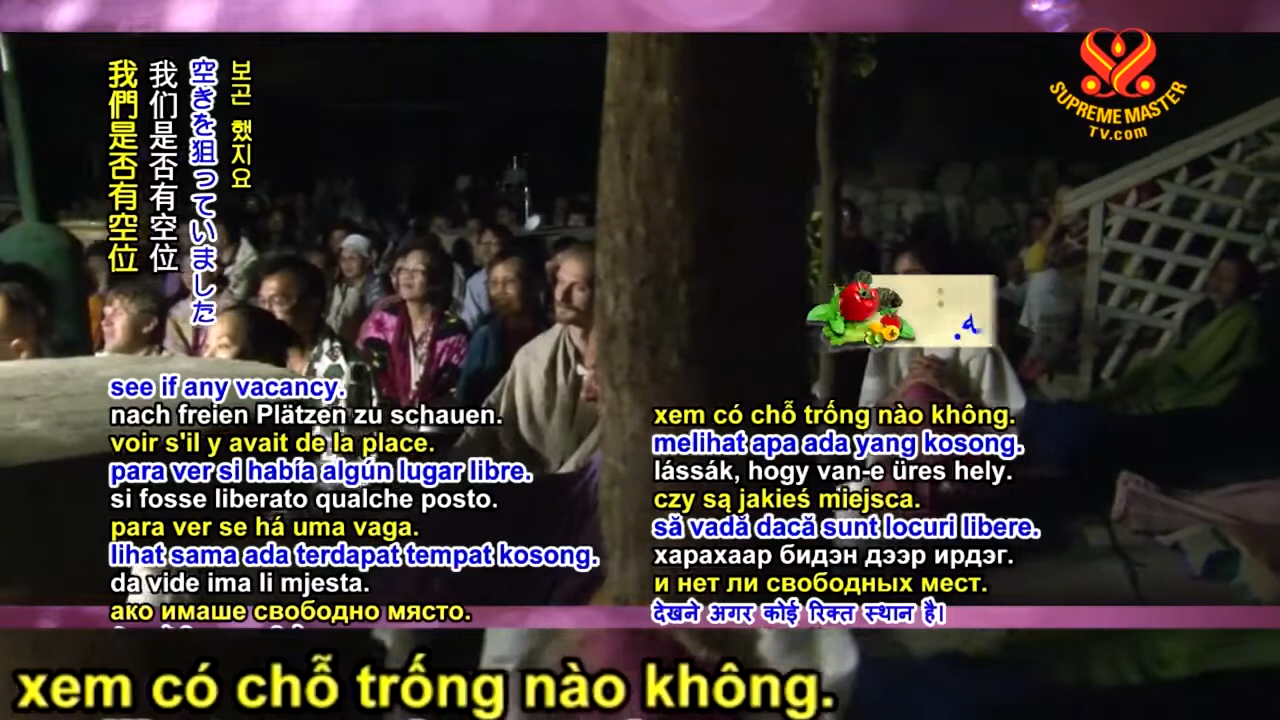 我們是否有空位
我们是否有空位
空きを狙っていました
보곤 했지요
SUPREME MASTER
TV.com
see if any vacancy.
nach freien Plätzen zu schauen.
voir s'il y avait de la place.
para ver si había algún lugar libre.
si fosse liberato qualche posto.
para ver se há uma vaga.
lihat sama ada terdapat tempat kosong.
da vide ima li mjesta.
ако имаше свободно място.
xem có chỗ trống nào không.
melihat apa ada yang kosong.
lássák, hogy van-e üres hely.
czy są jakieś miejsca.
să vadă dacă sunt locuri libere.
харахаар бидэн дээр ирдэг.
и нет ли свободных мест.
देखने अगर कोई रिक्त स्थान है।
xem có chỗ trống nào không.